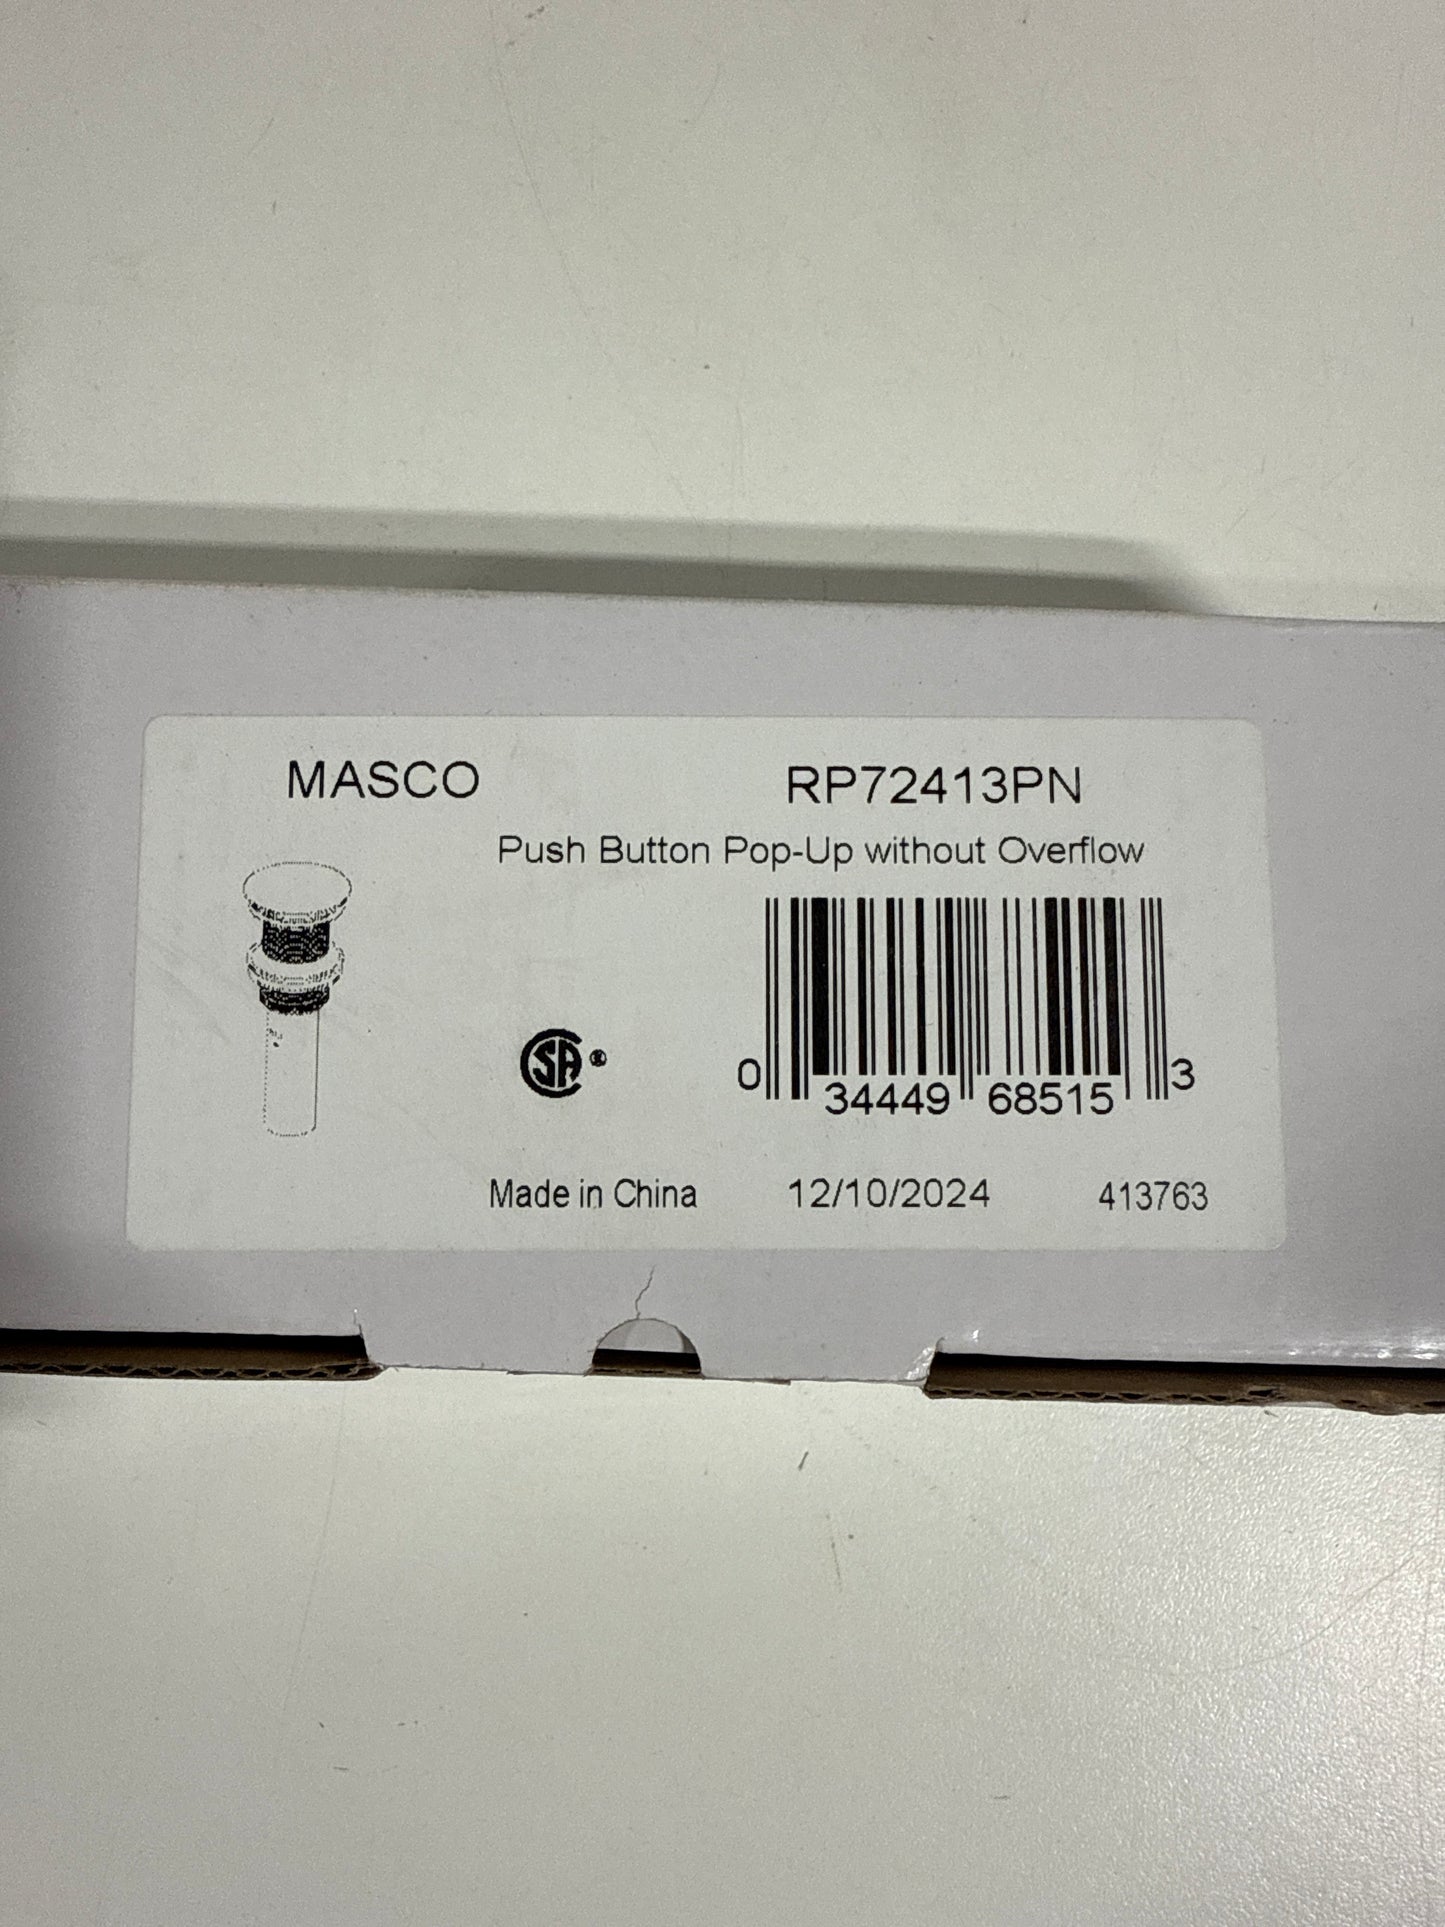 MASCO RP72413PN
Push Button Pop-Up without Overflow
SA ®
0 34449 68515 3
Made in China 12/10/2024 413763